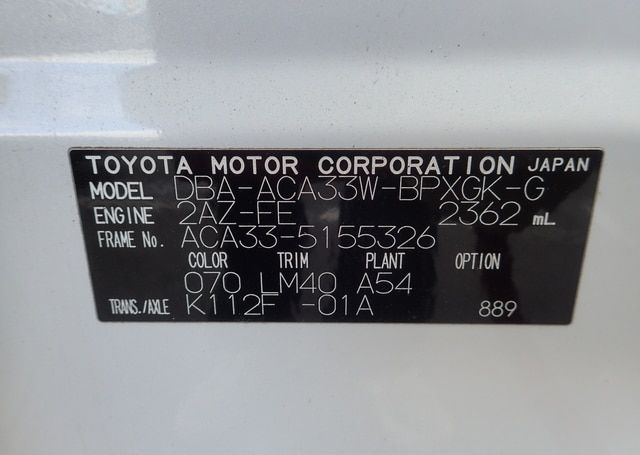 TOYOTA MOTOR CORPORATION JAPAN
MODEL DBA-ACA33W-BPXGK-G
ENGINE 2AZ-FE 2362 mL
FRAME No. ACA33-5155326
COLOR TRIM PLANT OPTION
070 LM40 A54
TRANS./AXLE K112F -01A 889